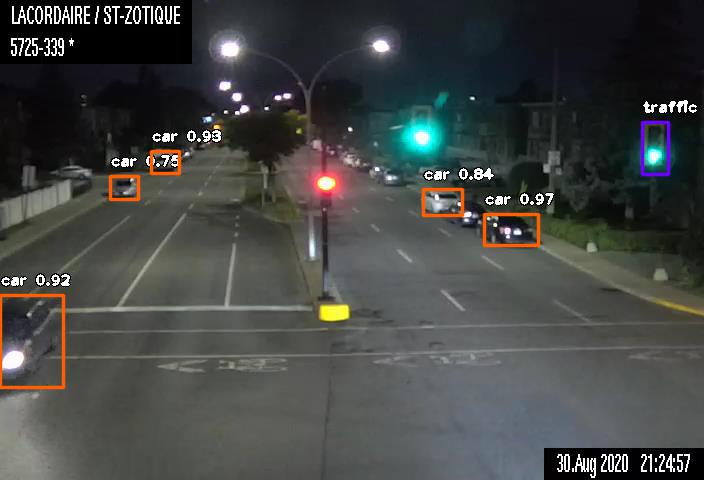 LACORDAIRE / ST-ZOTIQUE
5725-339 *
traffic
car 0.93
car 0.75
car 0.84
car 0.97
car 0.92
30.Aug 2020 21:24:57